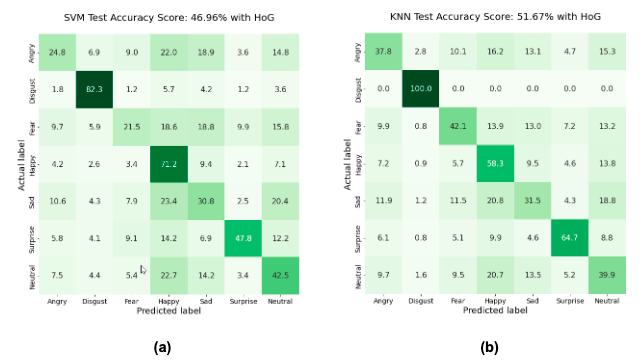 SVM Test Accuracy Score: 46.96% with HoG
Angry 24.8 6.9 9.0 22.0 18.9 3.6 14.8
Disgust 1.8 82.3 1.2 5.7 4.2 1.2 3.6
Fear 9.7 5.9 21.5 18.6 18.8 9.9 15.8
Happy 4.2 2.6 3.4 71.2 9.4 2.1 7.1
Sad 10.6 4.3 7.9 23.4 30.8 2.5 20.4
Surprise 5.8 4.1 9.1 14.2 6.9 47.8 12.2
Neutral 7.5 4.4 5.4 22.7 14.2 3.4 42.5
Actual label
Angry Disgust Fear Happy Sad Surprise Neutral
Predicted label
(a)
KNN Test Accuracy Score: 51.67% with HoG
Angry 37.8 2.8 10.1 16.2 13.1 4.7 15.3
Disgust 0.0 100.0 0.0 0.0 0.0 0.0 0.0
Fear 9.9 0.8 42.1 13.9 13.0 7.2 13.2
Happy 7.2 0.9 5.7 58.3 9.5 4.6 13.8
Sad 11.9 1.2 11.5 20.8 31.5 4.3 18.8
Surprise 6.1 0.8 5.1 9.9 4.6 64.7 8.8
Neutral 9.7 1.6 9.5 20.7 13.5 5.2 39.9
Actual label
Angry Disgust Fear Happy Sad Surprise Neutral
Predicted label
(b)